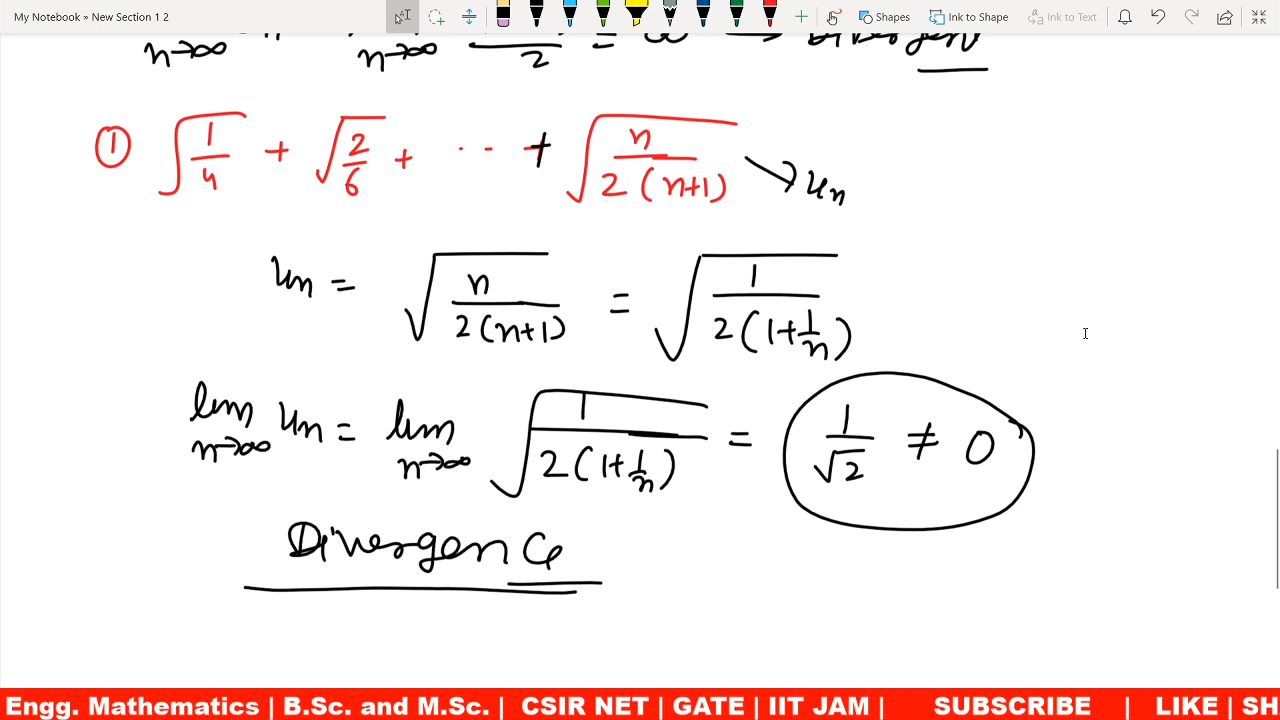 My Notebook » New Section 1 2 Shapes Ink to Shape Ink to Text
n→∞ n→∞ 2 = ∞ → Divergen
① √(1/4) + √(2/6) + ... + √(n/(2(n+1))) → un
un = √(n/(2(n+1))) = √(1/(2(1+1/n)))
lim n→∞ un = lim n→∞ √(1/(2(1+1/n))) = 1/√2 ≠ 0
Divergence
Engg. Mathematics | B.Sc. and M.Sc. | CSIR NET | GATE | IIT JAM | SUBSCRIBE | LIKE | SH